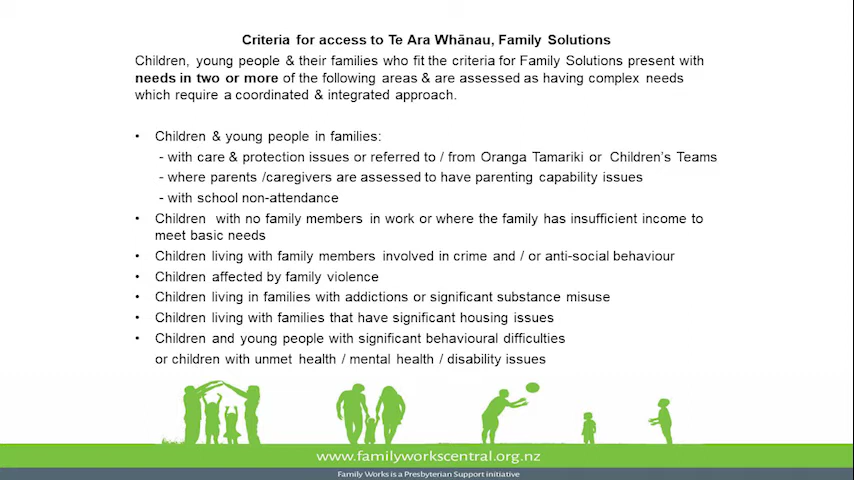 Criteria for access to Te Ara Whānau, Family Solutions
Children, young people & their families who fit the criteria for Family Solutions present with
needs in two or more of the following areas & are assessed as having complex needs
which require a coordinated & integrated approach.
• Children & young people in families:
- with care & protection issues or referred to / from Oranga Tamariki or Children's Teams
- where parents /caregivers are assessed to have parenting capability issues
- with school non-attendance
• Children with no family members in work or where the family has insufficient income to
meet basic needs
• Children living with family members involved in crime and / or anti-social behaviour
• Children affected by family violence
• Children living in families with addictions or significant substance misuse
• Children living with families that have significant housing issues
• Children and young people with significant behavioural difficulties
or children with unmet health / mental health / disability issues
www.familyworkscentral.org.nz
Family Works is a Presbyterian Support initiative